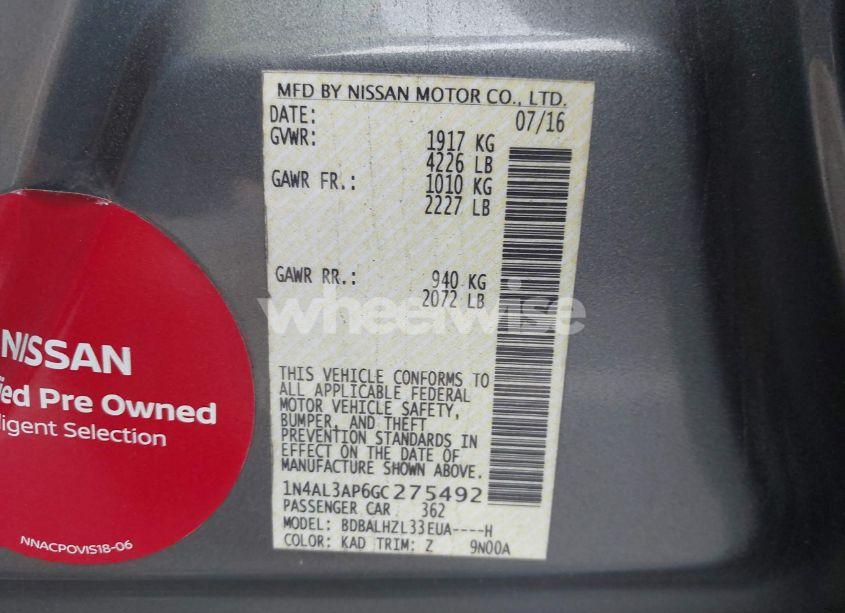 MFD BY NISSAN MOTOR CO., LTD.
DATE: 07/16
GVWR: 1917 KG
4226 LB
GAWR FR.: 1010 KG
2227 LB
GAWR RR.: 940 KG
2072 LB
wheelwise
THIS VEHICLE CONFORMS TO
ALL APPLICABLE FEDERAL
MOTOR VEHICLE SAFETY,
BUMPER, AND THEFT
PREVENTION STANDARDS IN
EFFECT ON THE DATE OF
MANUFACTURE SHOWN ABOVE.
1N4AL3AP6GC275492
PASSENGER CAR 362
MODEL: BDBALHZL33EUA----H
COLOR: KAD TRIM: Z 9N00A
NISSAN
Pre Owned
Selection
NNACPOVIS18-06